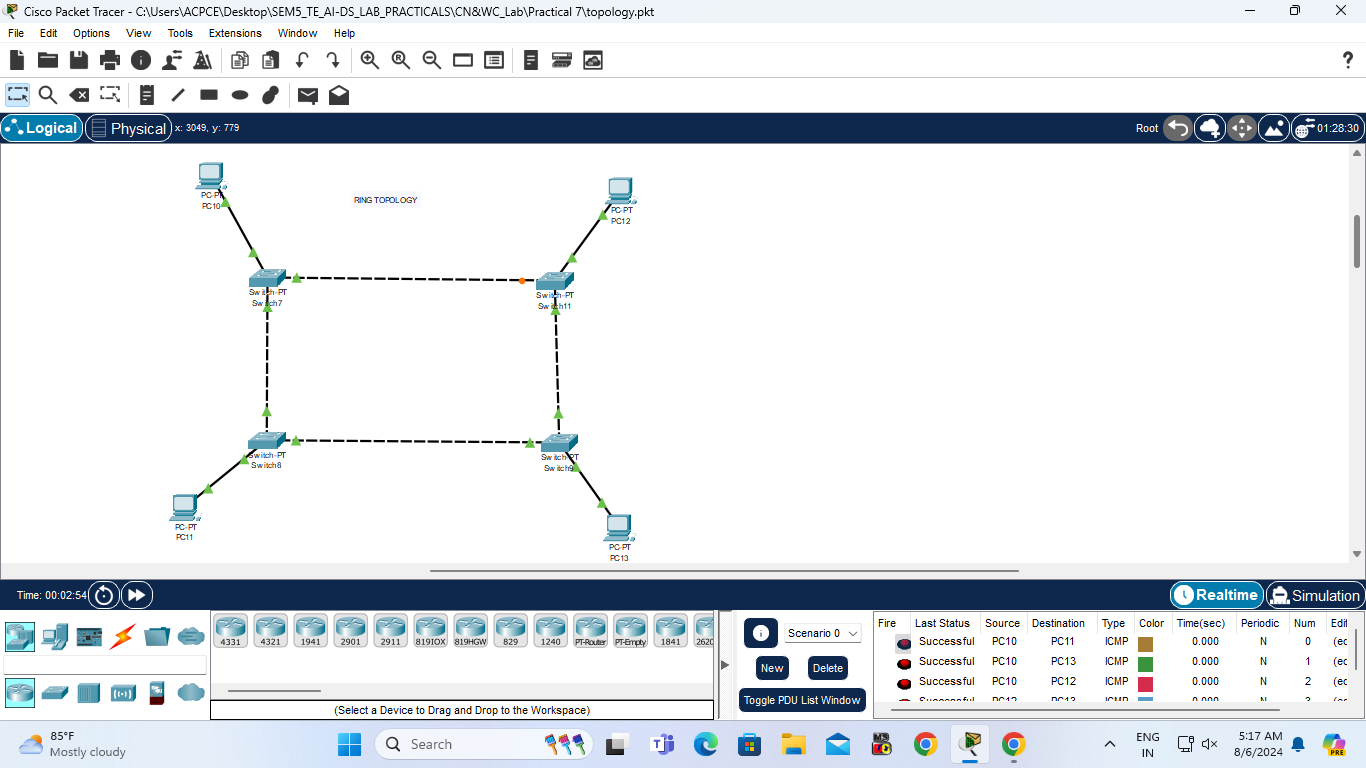 Cisco Packet Tracer - C:\Users\ACPCE\Desktop\SEM5_TE_AI-DS_LAB_PRACTICALS\CN&WC_Lab\Practical 7\topology.pkt
File Edit Options View Tools Extensions Window Help
?
Logical Physical x: 3049, y: 779 Root 01:28:30
PC-PT
PC10
RING TOPOLOGY
PC-PT
PC12
Switch-PT
Switch7
Switch-PT
Switch11
Switch-PT
Switch8
Switch-PT
Switch9
PC-PT
PC11
PC-PT
PC13
Time: 00:02:54 Realtime Simulation
4331 4321 1941 2901 2911 819IOX 819HGW 829 1240 PT-Router PT-Empty 1841 2620
(Select a Device to Drag and Drop to the Workspace)
Scenario 0
New Delete
Toggle PDU List Window
Fire Last Status Source Destination Type Color Time(sec) Periodic Num Edit
Successful PC10 PC11 ICMP 0.000 N 0 (ec
Successful PC10 PC13 ICMP 0.000 N 1 (ec
Successful PC10 PC12 ICMP 0.000 N 2 (ec
Successful PC12 PC13 ICMP 0.000 N 3 (ec
85°F
Mostly cloudy
Search
ENG
IN
5:17 AM
8/6/2024
PRE